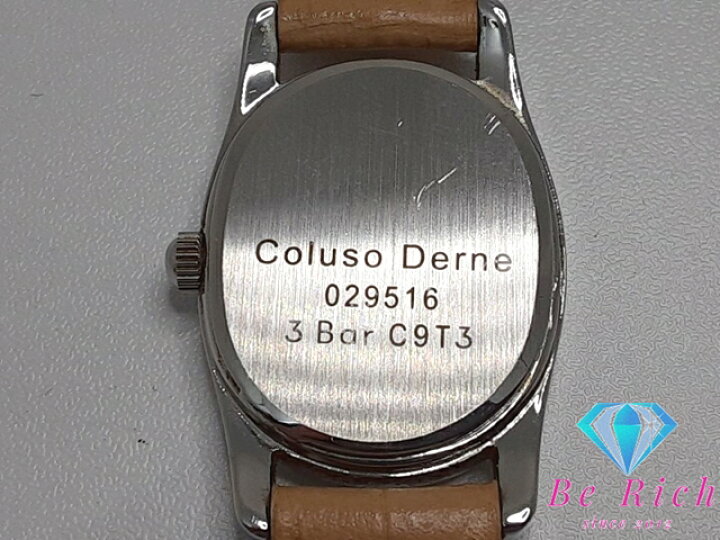 Coluso Derne
029516
3 Bar C9T3
Be Rich